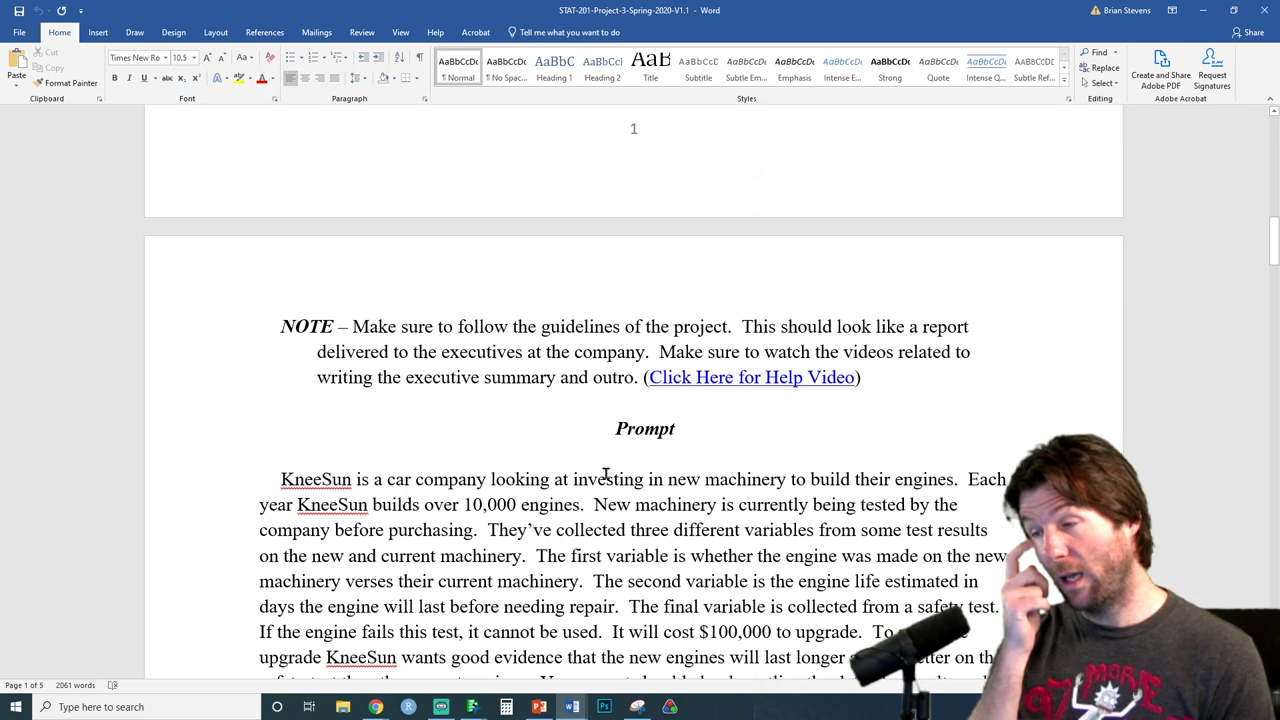 STAT-201-Project-3-Spring-2020-V1.1 - Word
Brian Stevens
File Home Insert Draw Design Layout References Mailings Review View Help Acrobat Tell me what you want to do Share
Paste
Cut
Copy
Format Painter
Clipboard
Times New Ro 10.5
Font
Paragraph
AaBbCcDc AaBbCcDc AaBbC AaBbCcl AaB AaBbCcD AaBbCcDc AaBbCcDc AaBbCcDc AaBbCcDc AaBbCcDc AaBbCcDc AaBbCcDc
¶ Normal ¶ No Spac... Heading 1 Heading 2 Title Subtitle Subtle Em... Emphasis Intense E... Strong Quote Intense Q... Subtle Ref...
Styles
Find
Replace
Select
Editing
Create and Share Adobe PDF
Request Signatures
Adobe Acrobat
1
NOTE – Make sure to follow the guidelines of the project. This should look like a report
delivered to the executives at the company. Make sure to watch the videos related to
writing the executive summary and outro. (Click Here for Help Video)
Prompt
KneeSun is a car company looking at investing in new machinery to build their engines. Each
year KneeSun builds over 10,000 engines. New machinery is currently being tested by the
company before purchasing. They've collected three different variables from some test results
on the new and current machinery. The first variable is whether the engine was made on the new
machinery verses their current machinery. The second variable is the engine life estimated in
days the engine will last before needing repair. The final variable is collected from a safety test.
If the engine fails this test, it cannot be used. It will cost $100,000 to upgrade. To
upgrade KneeSun wants good evidence that the new engines will last longer on th
MORE
Page 1 of 5 2061 words
Type here to search